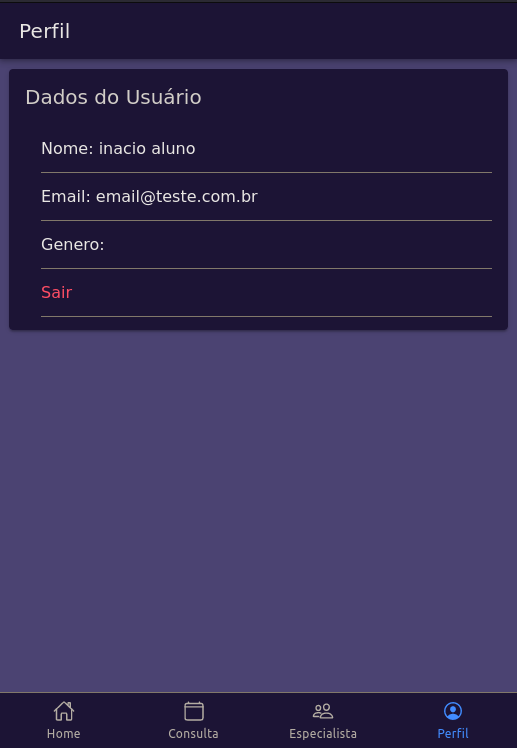 Perfil
Dados do Usuário
Nome: inacio aluno
Email: email@teste.com.br
Genero:
Sair
Home
Consulta
Especialista
Perfil